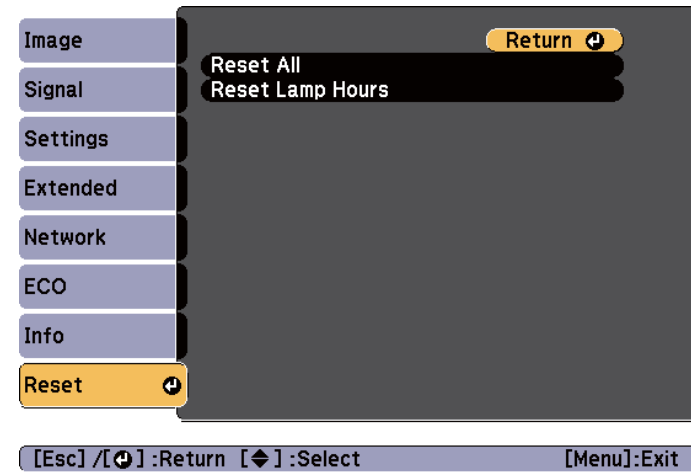 Image
Signal
Settings
Extended
Network
ECO
Info
Reset
Return
Reset All
Reset Lamp Hours
[Esc] /[⏎] :Return [◆] :Select [Menu]:Exit